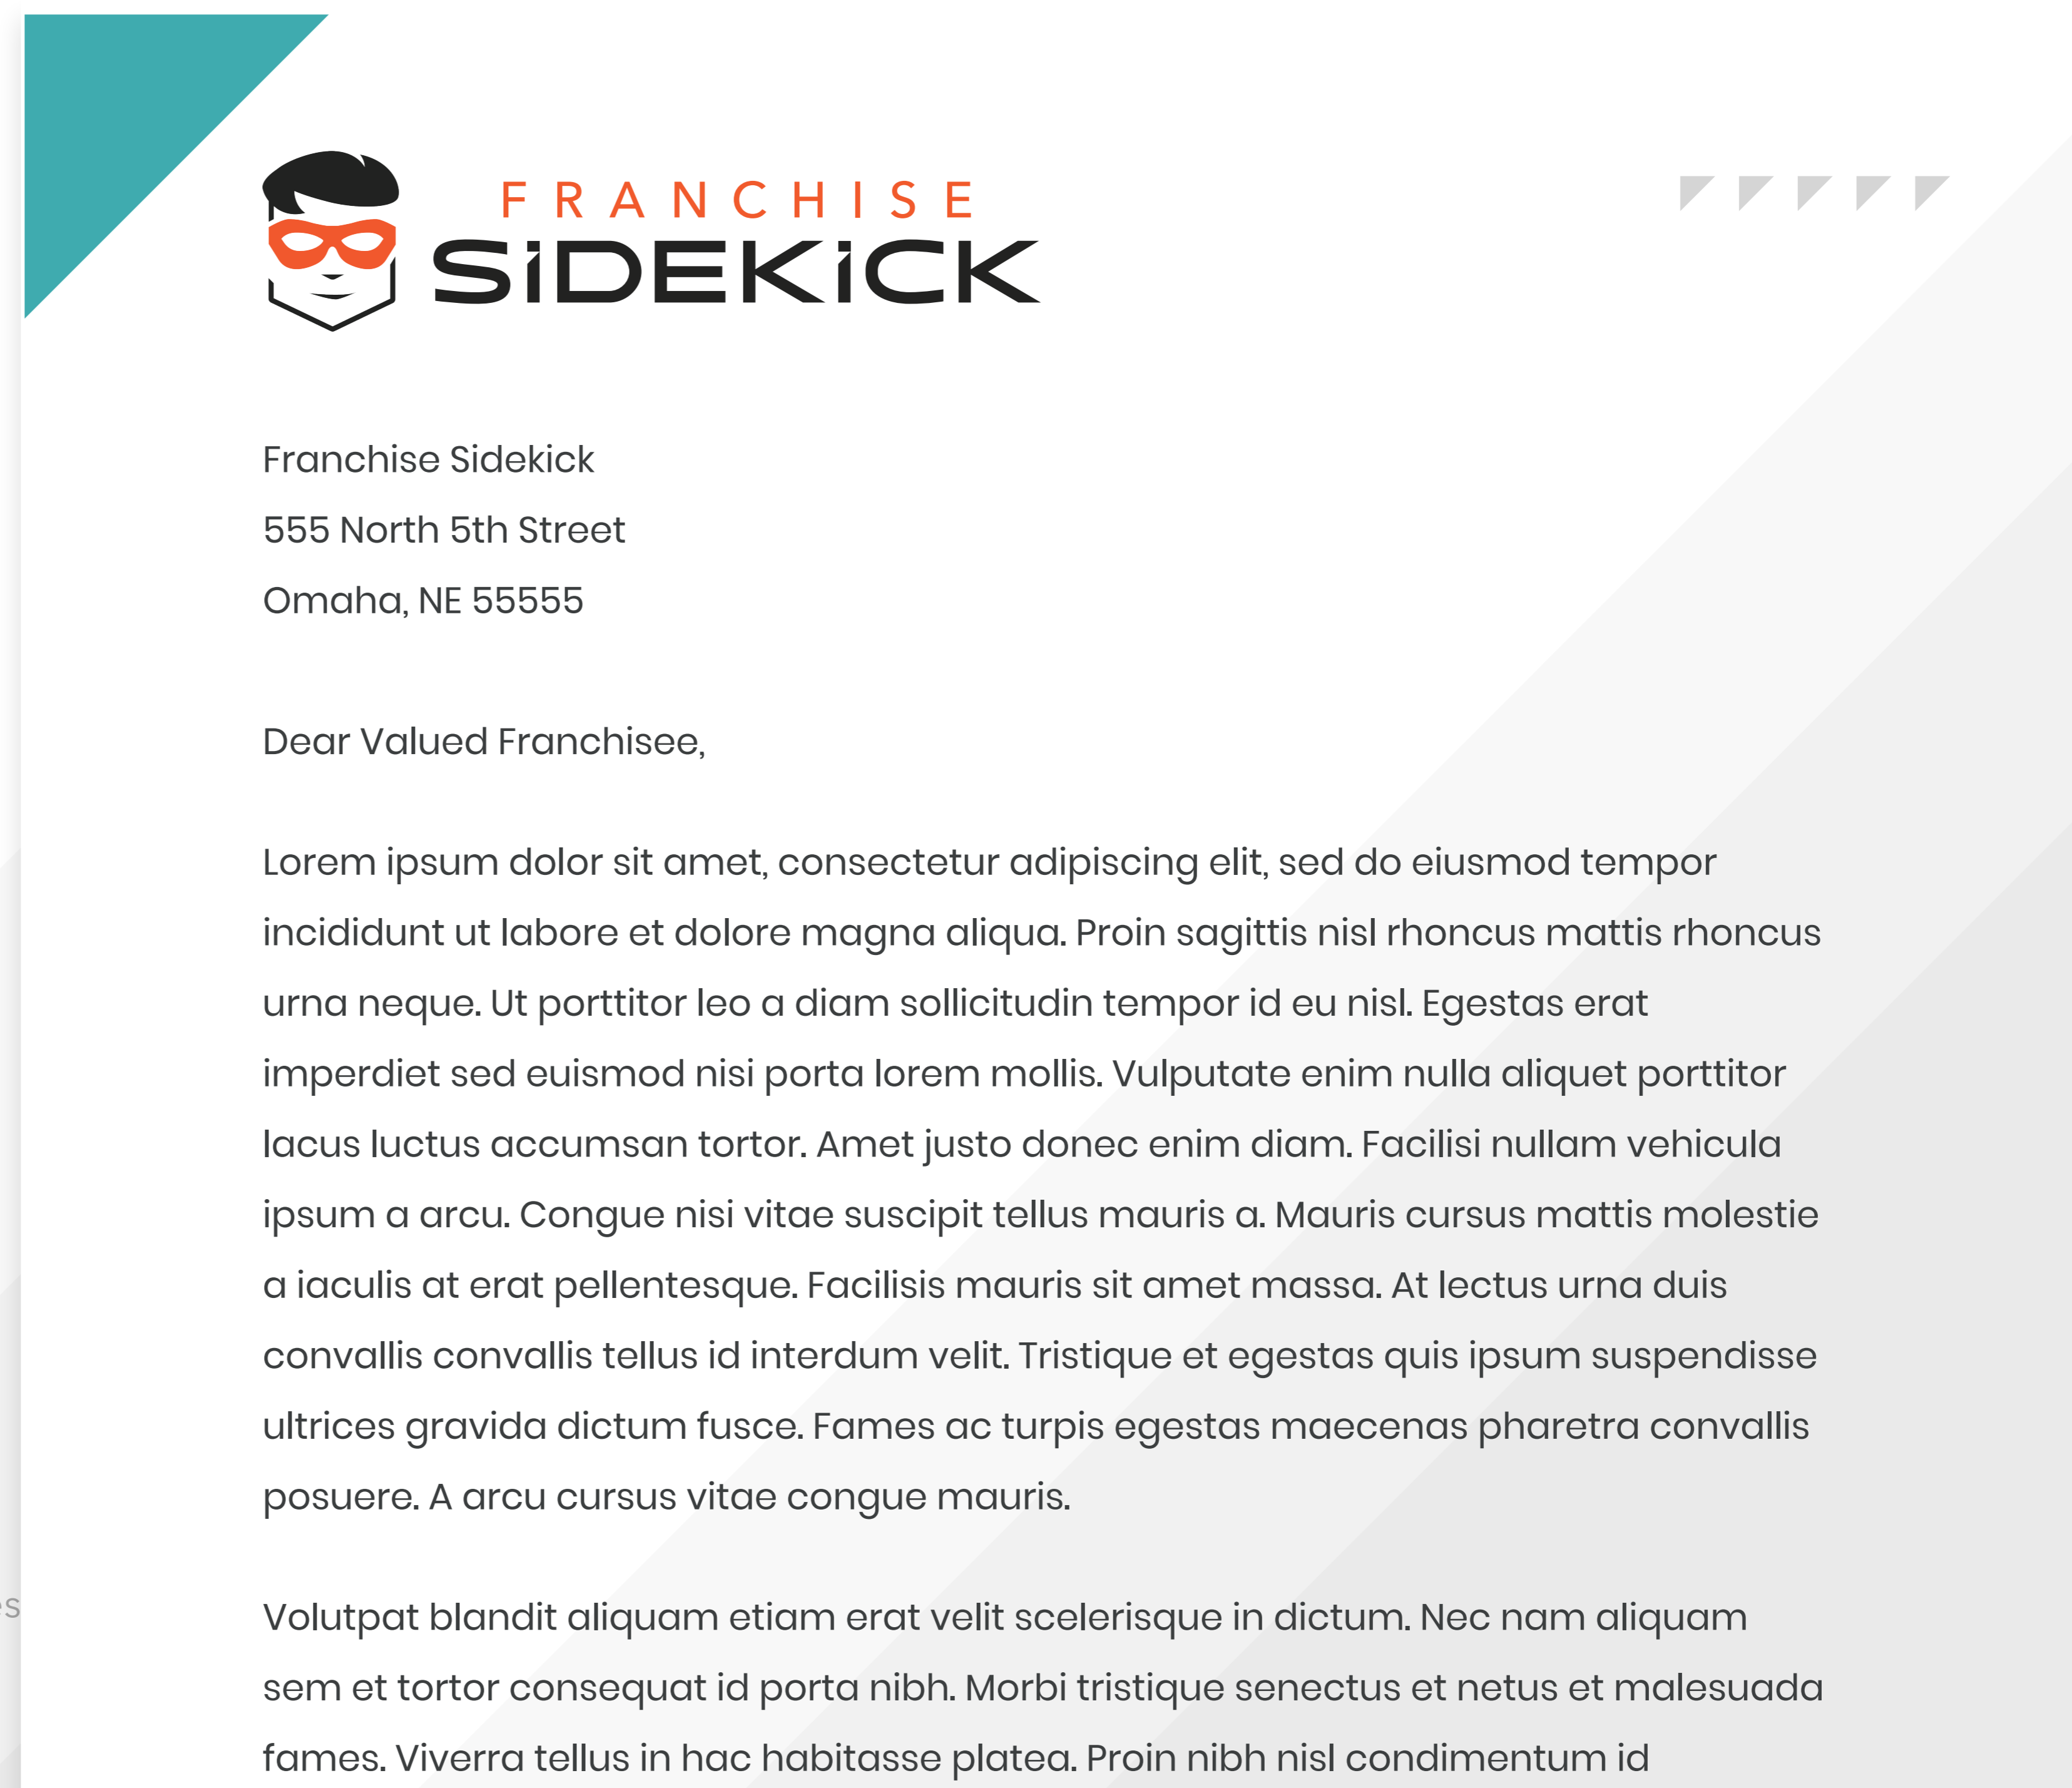 FRANCHISE
SiDEKiCK
Franchise Sidekick
555 North 5th Street
Omaha, NE 55555
Dear Valued Franchisee,
Lorem ipsum dolor sit amet, consectetur adipiscing elit, sed do eiusmod tempor
incididunt ut labore et dolore magna aliqua. Proin sagittis nisl rhoncus mattis rhoncus
urna neque. Ut porttitor leo a diam sollicitudin tempor id eu nisl. Egestas erat
imperdiet sed euismod nisi porta lorem mollis. Vulputate enim nulla aliquet porttitor
lacus luctus accumsan tortor. Amet justo donec enim diam. Facilisi nullam vehicula
ipsum a arcu. Congue nisi vitae suscipit tellus mauris a. Mauris cursus mattis molestie
a iaculis at erat pellentesque. Facilisis mauris sit amet massa. At lectus urna duis
convallis convallis tellus id interdum velit. Tristique et egestas quis ipsum suspendisse
ultrices gravida dictum fusce. Fames ac turpis egestas maecenas pharetra convallis
posuere. A arcu cursus vitae congue mauris.
Volutpat blandit aliquam etiam erat velit scelerisque in dictum. Nec nam aliquam
sem et tortor consequat id porta nibh. Morbi tristique senectus et netus et malesuada
fames. Viverra tellus in hac habitasse platea. Proin nibh nisl condimentum id